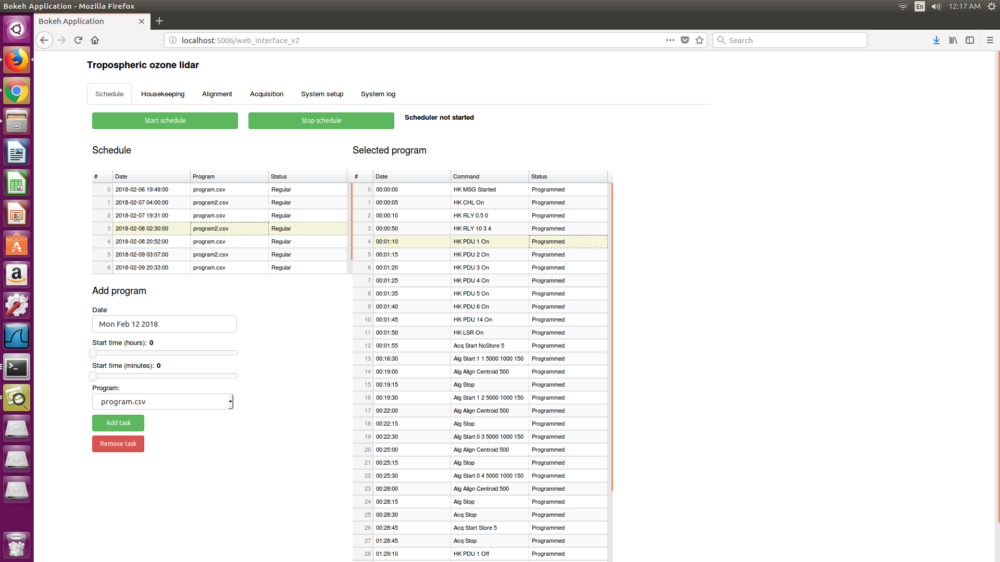 Bokeh Application - Mozilla Firefox
En
12:17 AM
Bokeh Application
localhost:5006/web_interface_v2
Search
Tropospheric ozone lidar
Schedule Housekeeping Alignment Acquisition System setup System log
Start schedule Stop schedule Scheduler not started
Schedule
# Date Program Status
0 2018-02-06 19:49:00 program.csv Regular
1 2018-02-07 04:00:00 program2.csv Regular
2 2018-02-07 19:31:00 program.csv Regular
3 2018-02-08 02:30:00 program2.csv Regular
4 2018-02-08 20:52:00 program.csv Regular
5 2018-02-09 03:07:00 program2.csv Regular
6 2018-02-09 20:33:00 program.csv Regular
Add program
Date
Mon Feb 12 2018
Start time (hours): 0
Start time (minutes): 0
Program:
program.csv
Add task
Remove task
Selected program
# Date Command Status
0 00:00:00 HK MSG Started Programmed
1 00:00:05 HK CHL On Programmed
2 00:00:10 HK RLY 0.5 0 Programmed
3 00:00:50 HK RLY 10 3 4 Programmed
4 00:01:10 HK PDU 1 On Programmed
5 00:01:15 HK PDU 2 On Programmed
6 00:01:20 HK PDU 3 On Programmed
7 00:01:25 HK PDU 4 On Programmed
8 00:01:35 HK PDU 5 On Programmed
9 00:01:40 HK PDU 6 On Programmed
10 00:01:45 HK PDU 14 On Programmed
11 00:01:50 HK LSR On Programmed
12 00:01:55 Acq Start NoStore 5 Programmed
13 00:16:30 Alg Start 1 1 5000 1000 150 Programmed
14 00:19:00 Alg Align Centroid 500 Programmed
15 00:19:15 Alg Stop Programmed
16 00:19:30 Alg Start 1 2 5000 1000 150 Programmed
17 00:22:00 Alg Align Centroid 500 Programmed
18 00:22:15 Alg Stop Programmed
19 00:22:30 Alg Start 0 3 5000 1000 150 Programmed
20 00:25:00 Alg Align Centroid 500 Programmed
21 00:25:15 Alg Stop Programmed
22 00:25:30 Alg Start 0 4 5000 1000 150 Programmed
23 00:28:00 Alg Align Centroid 500 Programmed
24 00:28:15 Alg Stop Programmed
25 00:28:30 Acq Stop Programmed
26 00:28:45 Acq Start Store 5 Programmed
27 01:28:45 Acq Stop Programmed
28 01:29:10 HK PDU 1 Off Programmed